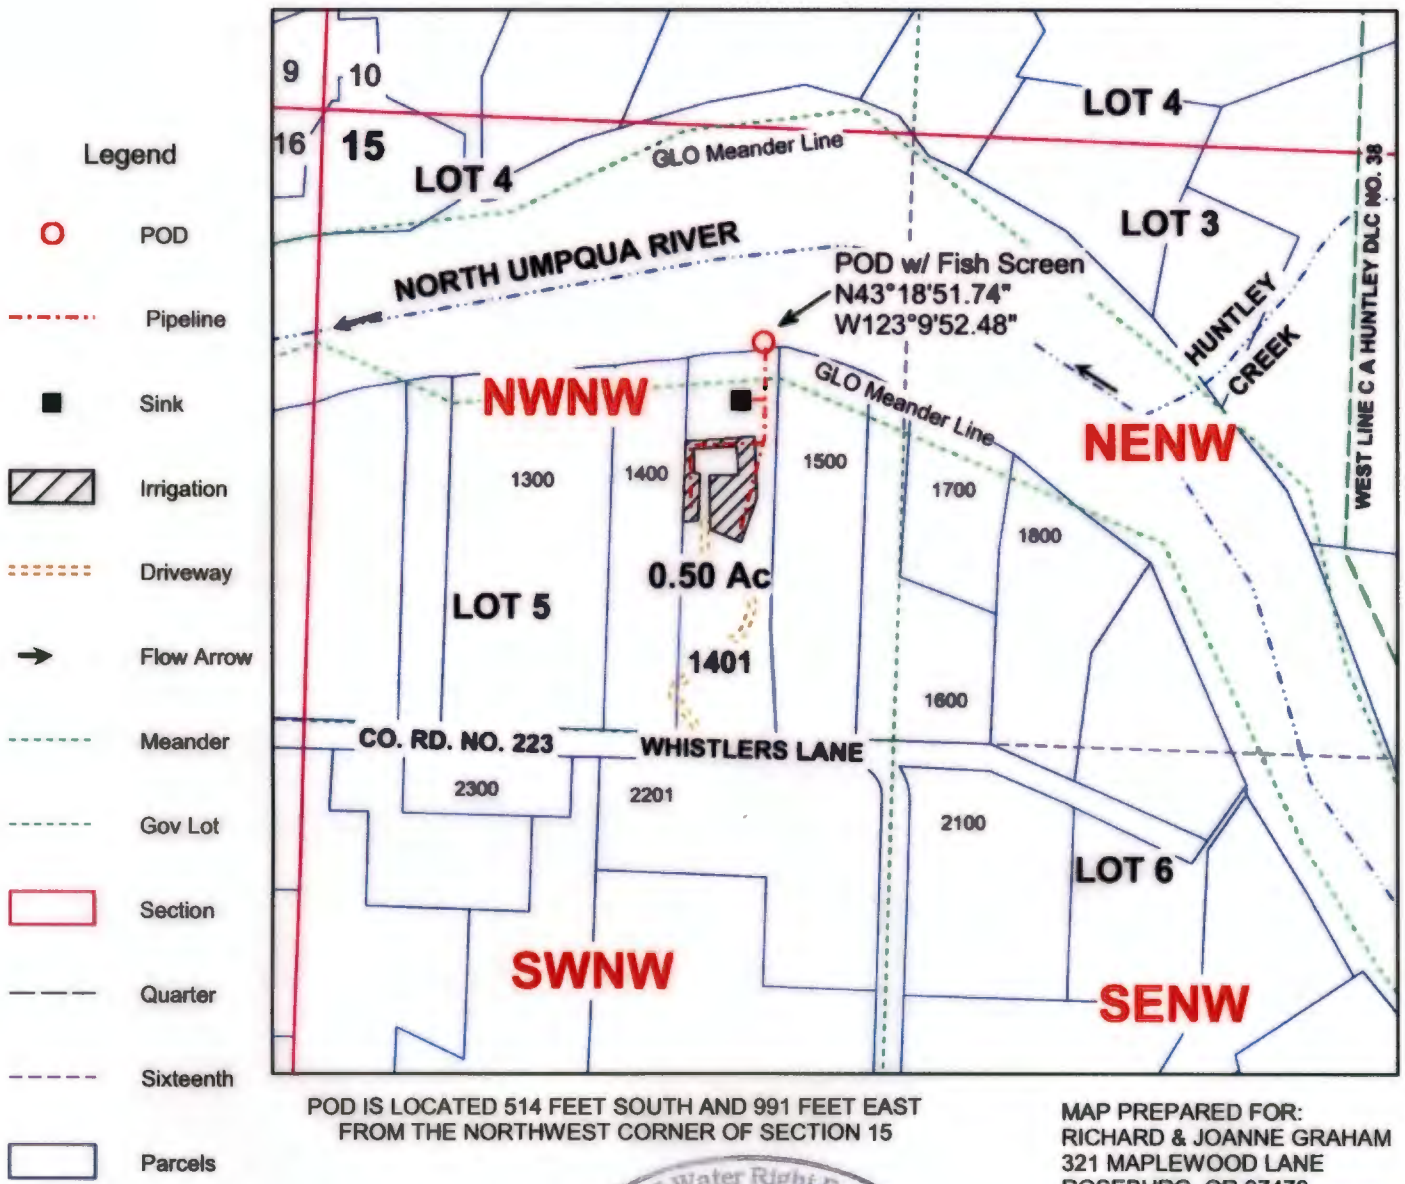 Legend
POD
Pipeline
Sink
Irrigation
Driveway
Flow Arrow
Meander
Gov Lot
Section
Quarter
Sixteenth
Parcels
9
10
16
15
LOT 4
GLO Meander Line
LOT 4
LOT 3
NORTH UMPQUA RIVER
POD w/ Fish Screen
N43°18'51.74"
W123°9'52.48"
HUNTLEY
CREEK
WEST LINE C A HUNTLEY DLC NO. 38
NWNW
GLO Meander Line
NENW
1300
1400
1500
1700
1800
0.50 Ac
LOT 5
1401
1600
CO. RD. NO. 223
WHISTLERS LANE
2300
2201
2100
LOT 6
SWNW
SENW
POD IS LOCATED 514 FEET SOUTH AND 991 FEET EAST
FROM THE NORTHWEST CORNER OF SECTION 15
MAP PREPARED FOR:
RICHARD & JOANNE GRAHAM
321 MAPLEWOOD LANE
ROSEBURG, OR
Water Right